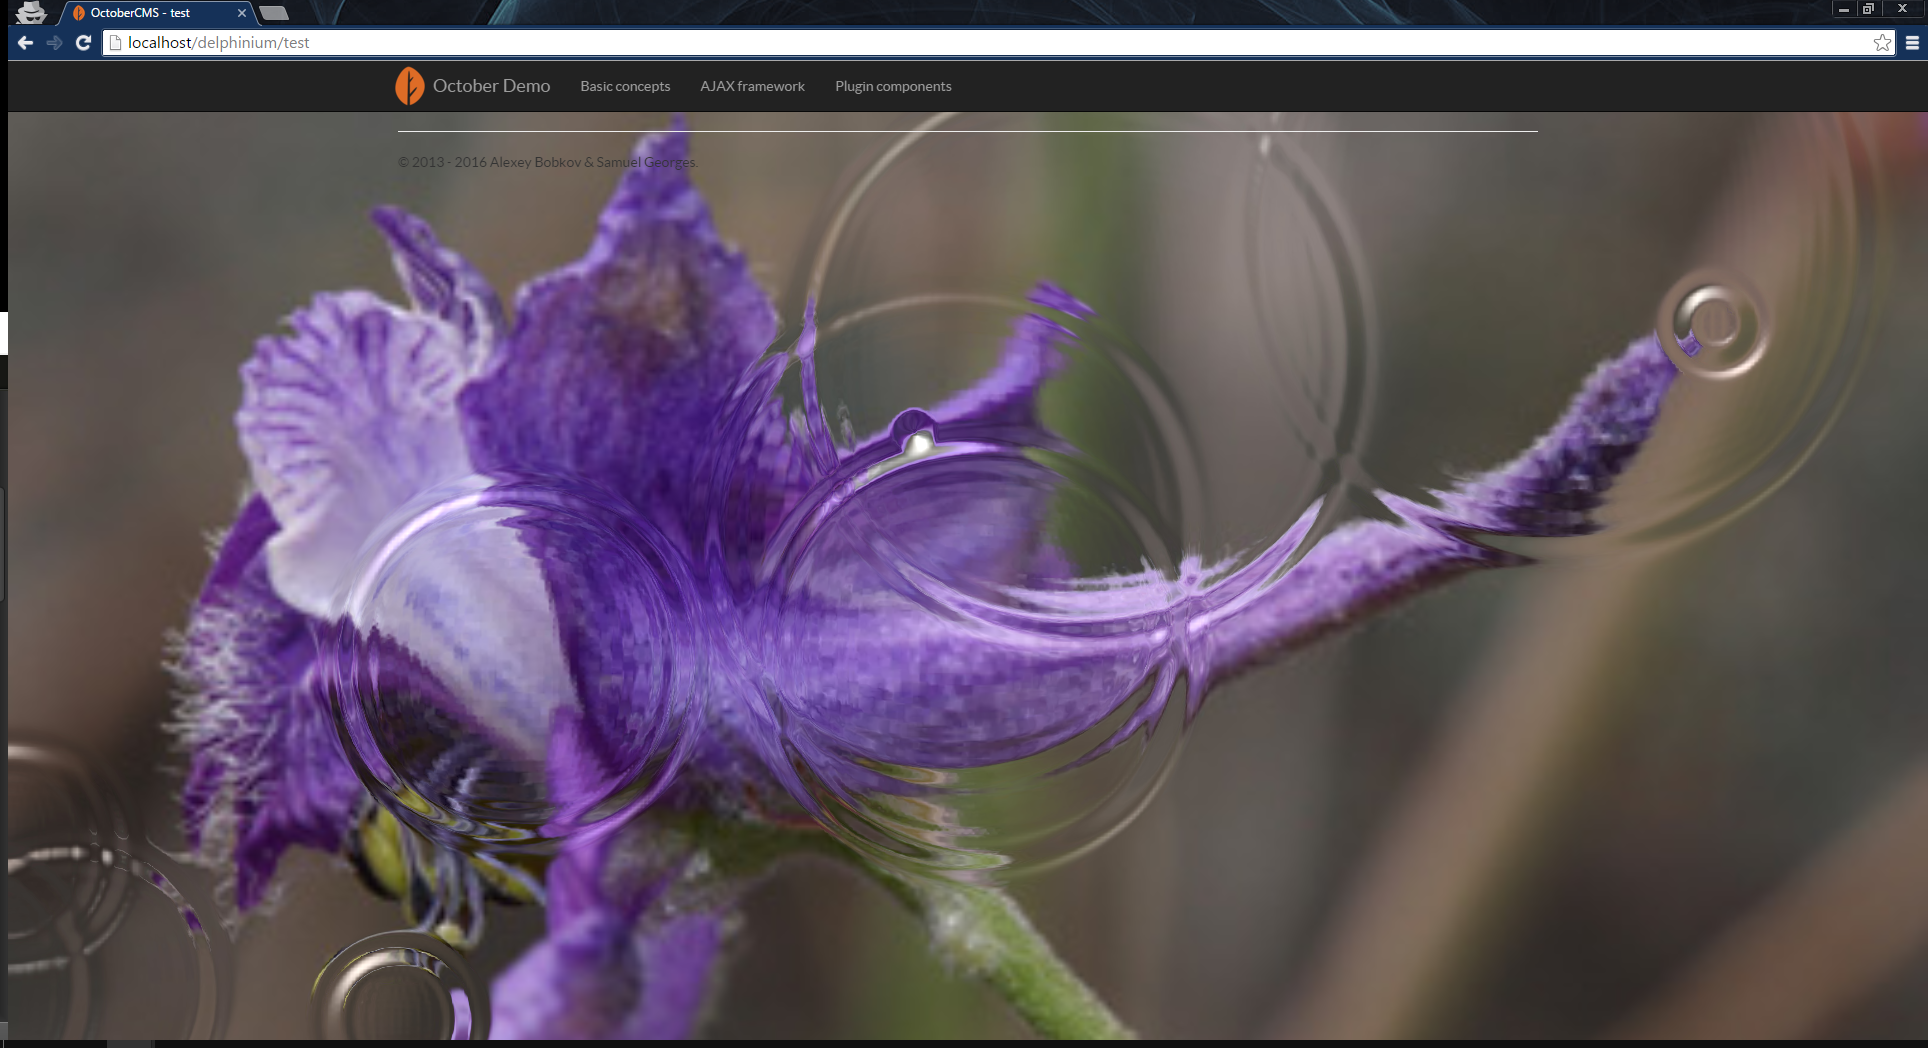 OctoberCMS - test
localhost/delphinium/test
October Demo Basic concepts AJAX framework Plugin components
© 2013 - 2016 Alexey Bobkov & Samuel Georges.